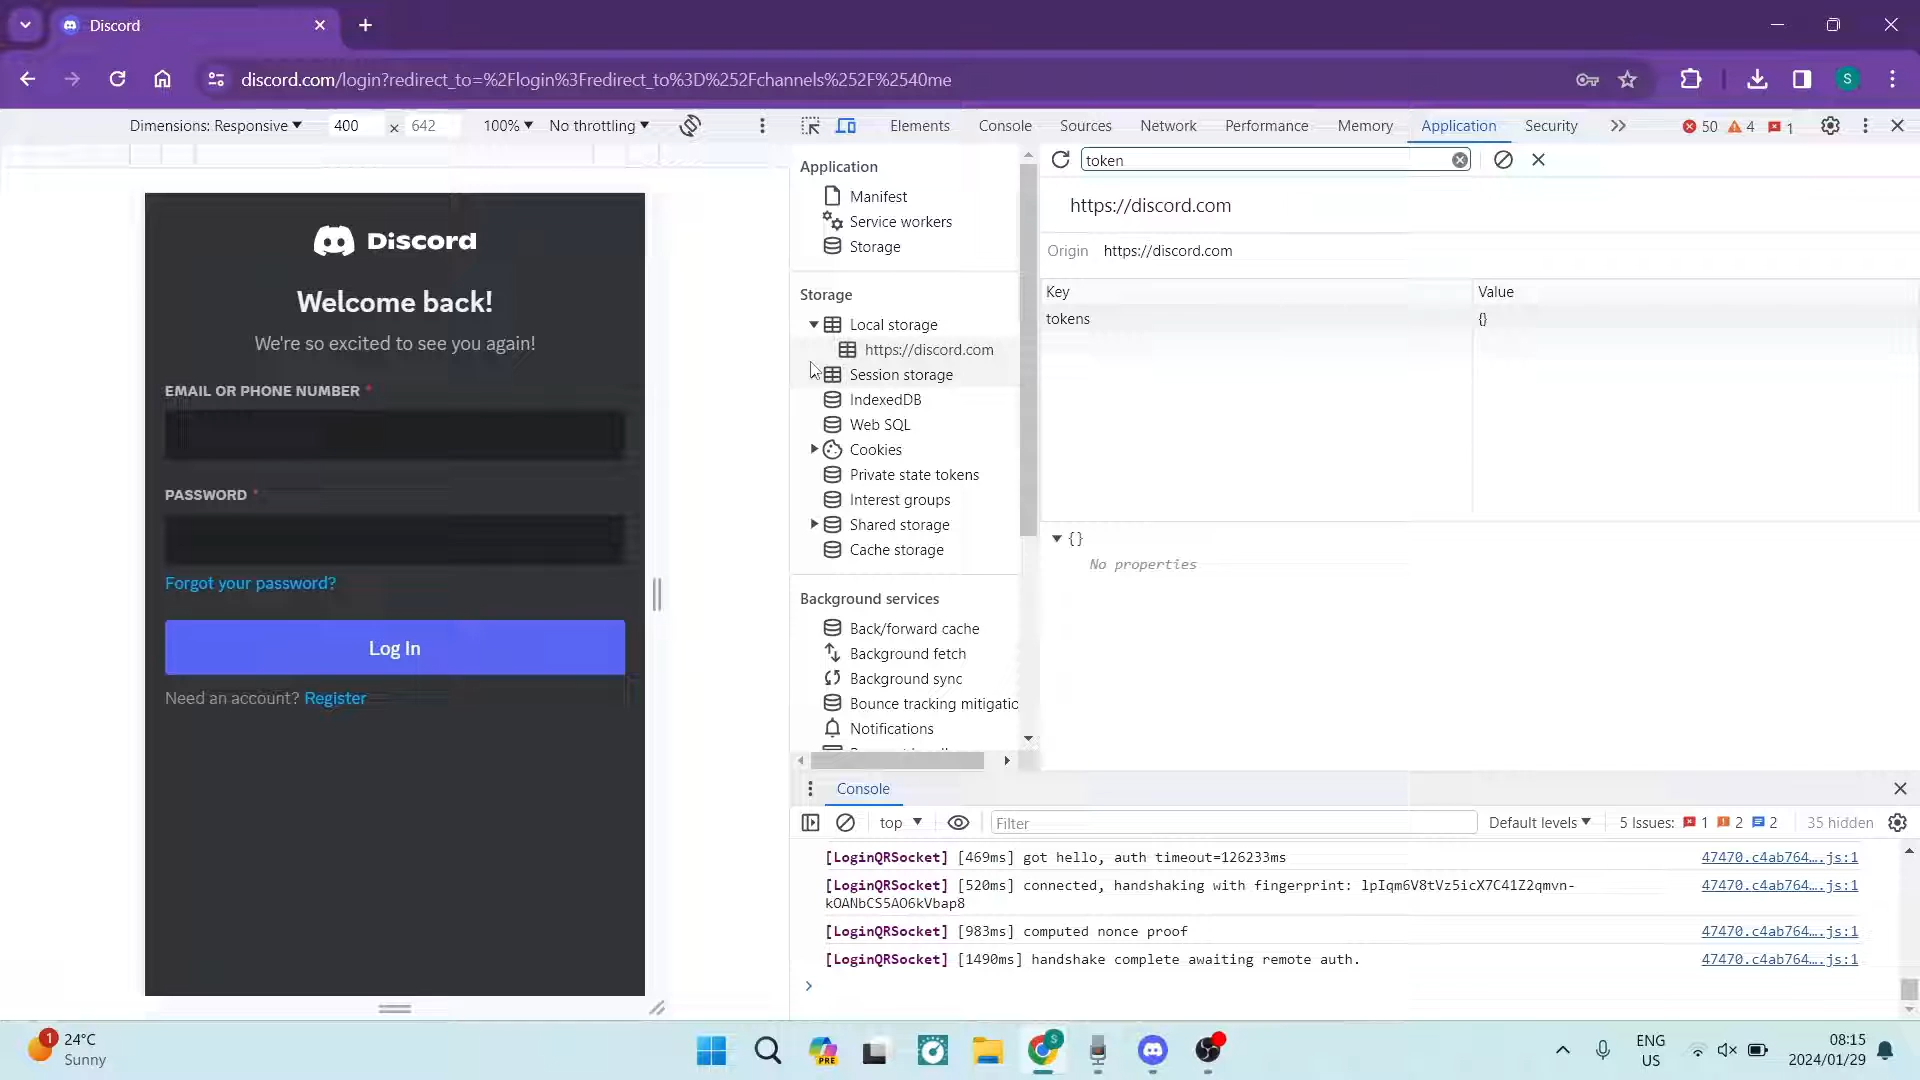 Discord
discord.com/login?redirect_to=%2Flogin%3Fredirect_to%3D%252Fchannels%252F%2540me
S
Dimensions: Responsive
400
x
642
100%
No throttling
Elements
Console
Sources
Network
Performance
Memory
Application
Security
50
4
1
Discord
Welcome back!
We're so excited to see you again!
EMAIL OR PHONE NUMBER *
PASSWORD *
Forgot your password?
Log In
Need an account? Register
Application
Manifest
Service workers
Storage
Storage
Local storage
https://discord.com
Session storage
IndexedDB
Web SQL
Cookies
Private state tokens
Interest groups
Shared storage
Cache storage
Background services
Back/forward cache
Background fetch
Background sync
Bounce tracking mitigatio
Notifications
token
https://discord.com
Origin https://discord.com
Key
Value
tokens
{}
{}
No properties
Console
top
Filter
Default levels
5 Issues: 1 2 2
35 hidden
[LoginQRSocket] [469ms] got hello, auth timeout=126233ms
47470.c4ab764….js:1
[LoginQRSocket] [520ms] connected, handshaking with fingerprint: lpIqm6V8tVz5icX7C41Z2qmvn-
kOANbCS5AO6kVbap8
47470.c4ab764….js:1
[LoginQRSocket] [983ms] computed nonce proof
47470.c4ab764….js:1
[LoginQRSocket] [1490ms] handshake complete awaiting remote auth.
47470.c4ab764….js:1
1
24°C
Sunny
PRE
S
ENG
US
08:15
2024/01/29